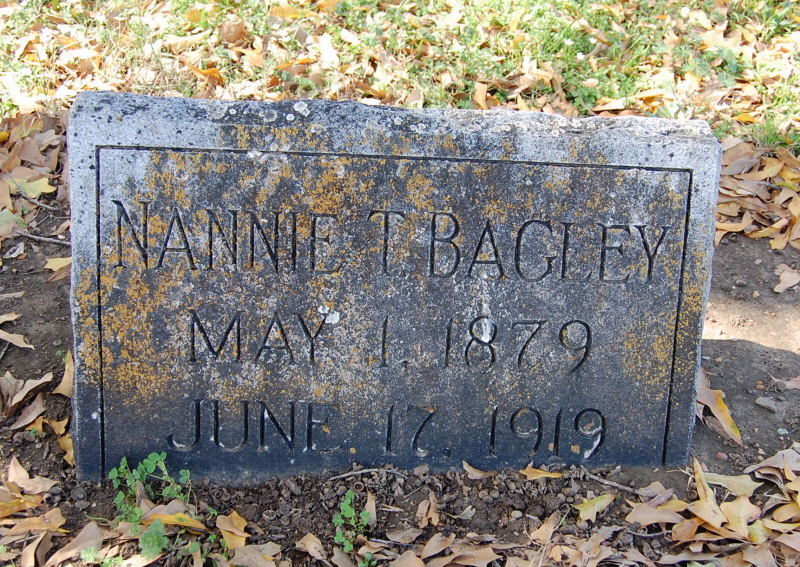 NANNIE T BAGLEY
MAY 1, 1879
JUNE 17, 1919